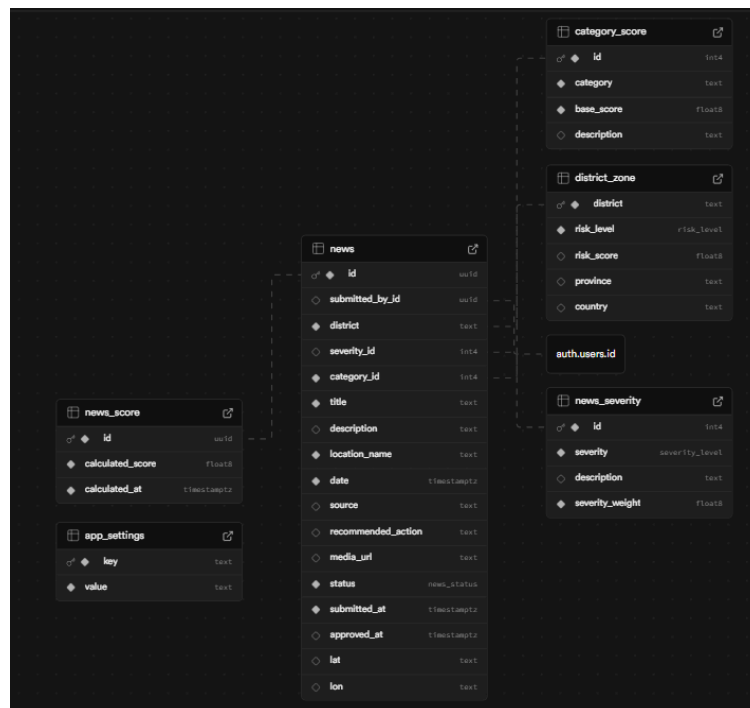 category_score
id int4
category text
base_score float8
description text
district_zone
district text
risk_level risk_level
risk_score float8
province text
country text
news
id uuid
submitted_by_id uuid
district text
severity_id int4
category_id int4
title text
description text
location_name text
date timestamptz
source text
recommended_action text
media_url text
status news_status
submitted_at timestamptz
approved_at timestamptz
lat text
lon text
auth.users.id
news_severity
id int4
severity severity_level
description text
severity_weight float8
news_score
id uuid
calculated_score float8
calculated_at timestamptz
app_settings
key text
value text